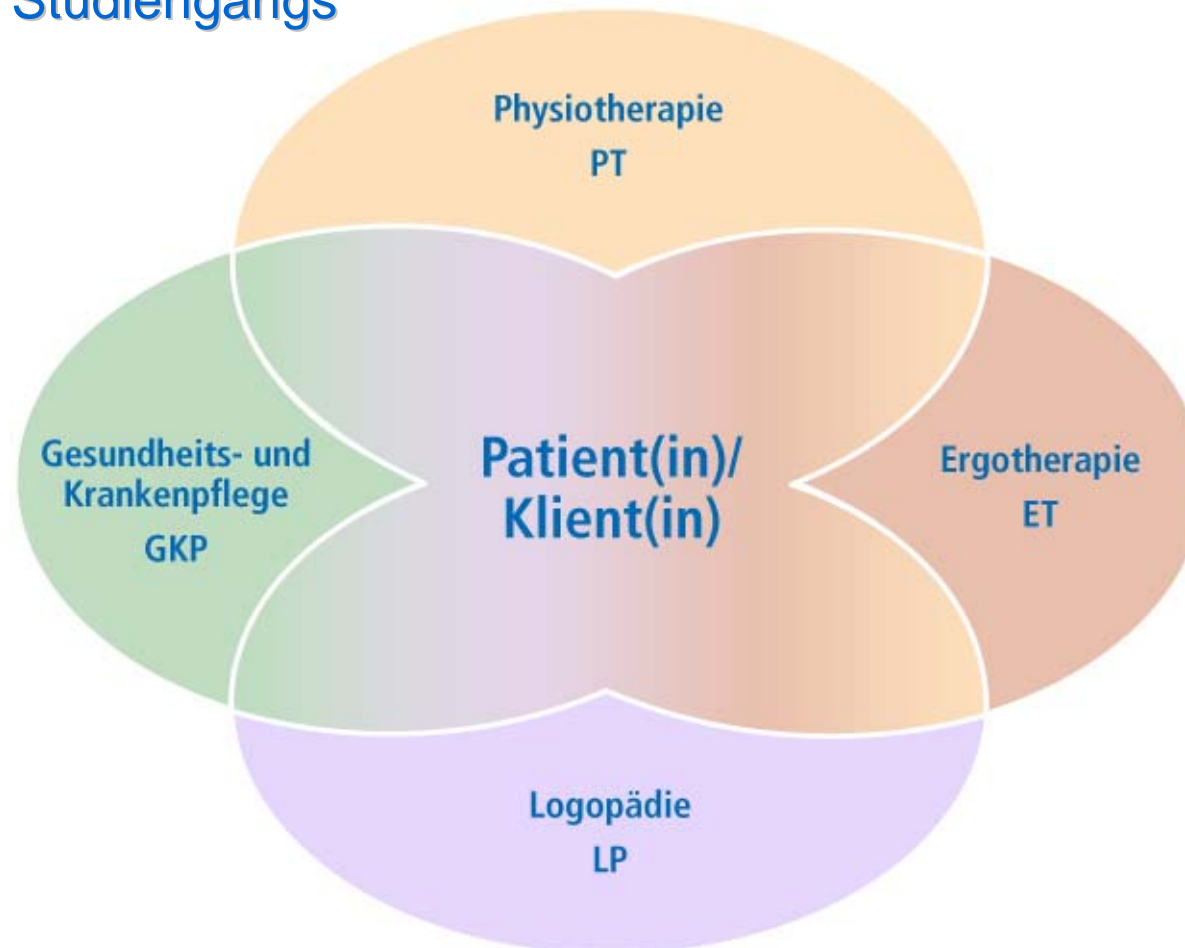 Studiengangs
Physiotherapie
PT
Gesundheits- und
Krankenpflege
GKP
Patient(in)/
Klient(in)
Ergotherapie
ET
Logopädie
LP